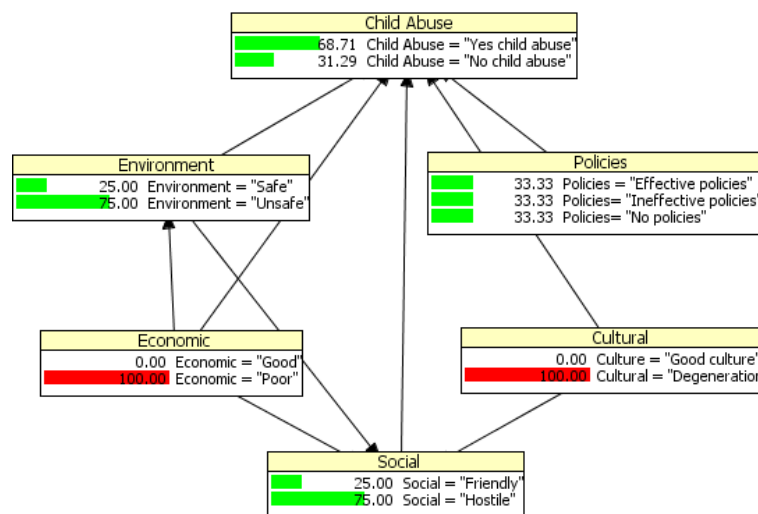 Child Abuse
68.71 Child Abuse = "Yes child abuse"
31.29 Child Abuse = "No child abuse"
Environment
25.00 Environment = "Safe"
75.00 Environment = "Unsafe"
Policies
33.33 Policies = "Effective policies"
33.33 Policies = "Ineffective policies"
33.33 Policies= "No policies"
Economic
0.00 Economic = "Good"
100.00 Economic = "Poor"
Cultural
0.00 Culture = "Good culture"
100.00 Cultural = "Degeneration
Social
25.00 Social = "Friendly"
75.00 Social = "Hostile"